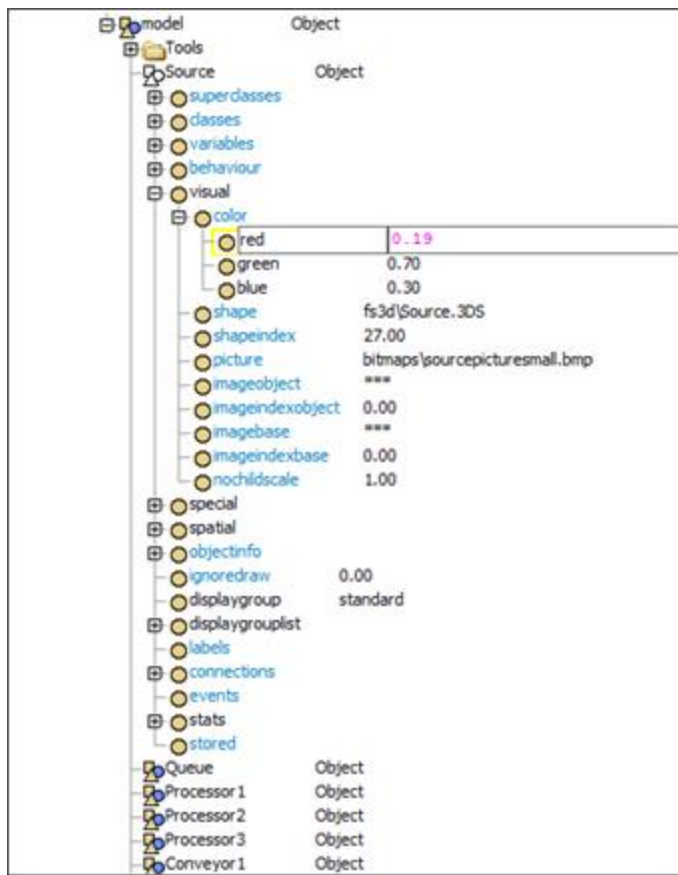 model Object
Tools
Source Object
superclasses
classes
variables
behaviour
visual
color
red 0.19
green 0.70
blue 0.30
shape fs3d\Source.3DS
shapeindex 27.00
picture bitmaps\sourcepicturesmall.bmp
imageobject ***
imageindexobject 0.00
imagebase ***
imageindexbase 0.00
nochildscale 1.00
special
spatial
objectinfo
ignoredraw 0.00
displaygroup standard
displaygrouplist
labels
connections
events
stats
stored
Queue Object
Processor1 Object
Processor2 Object
Processor3 Object
Conveyor1 Object